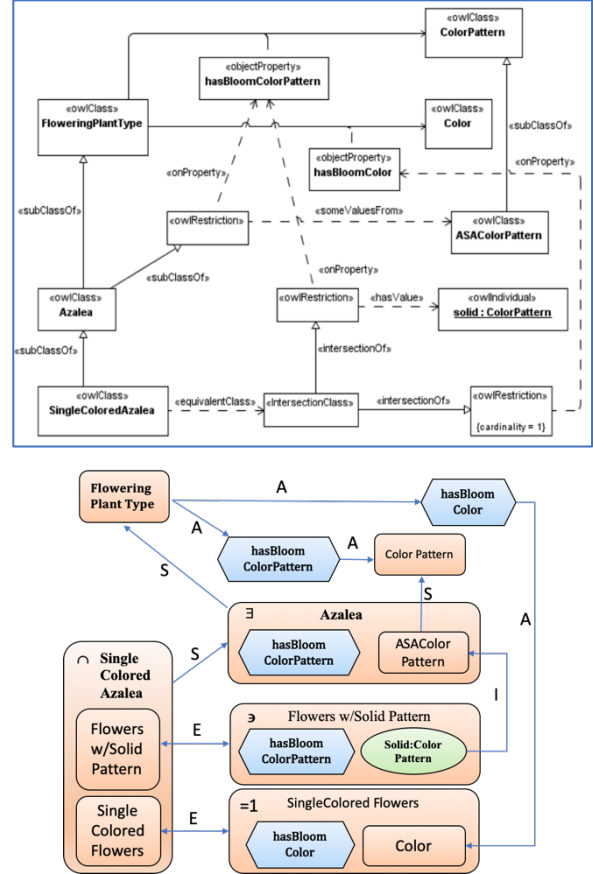 «owlClass»
ColorPattern
«objectProperty»
hasBloomColorPattern
«owlClass»
FloweringPlantType
«owlClass»
Color
«subClassOf»
«objectProperty»
hasBloomColor
«onProperty»
«onProperty»
«subClassOf»
«owlRestriction»
«someValuesFrom»
«owlClass»
ASAColorPattern
«onProperty»
«subClassOf»
«owlClass»
Azalea
«owlRestriction»
«hasValue»
«owlIndividual»
solid : ColorPattern
«subClassOf»
«intersectionOf»
«owlClass»
SingleColoredAzalea
«equivalentClass»
«IntersectionClass»
«intersectionOf»
«owlRestriction»
{cardinality = 1}
Flowering
Plant Type
A
hasBloom
Color
A
hasBloom
ColorPattern
A
Color Pattern
S
S
A
∃
Azalea
hasBloom
ColorPattern
ASAColor
Pattern
∩
Single
Colored
Azalea
S
I
Flowers
w/Solid
Pattern
E
∍
Flowers w/Solid Pattern
hasBloom
ColorPattern
Solid:Color
Pattern
Single
Colored
Flowers
E
=1
SingleColored Flowers
hasBloom
Color
Color